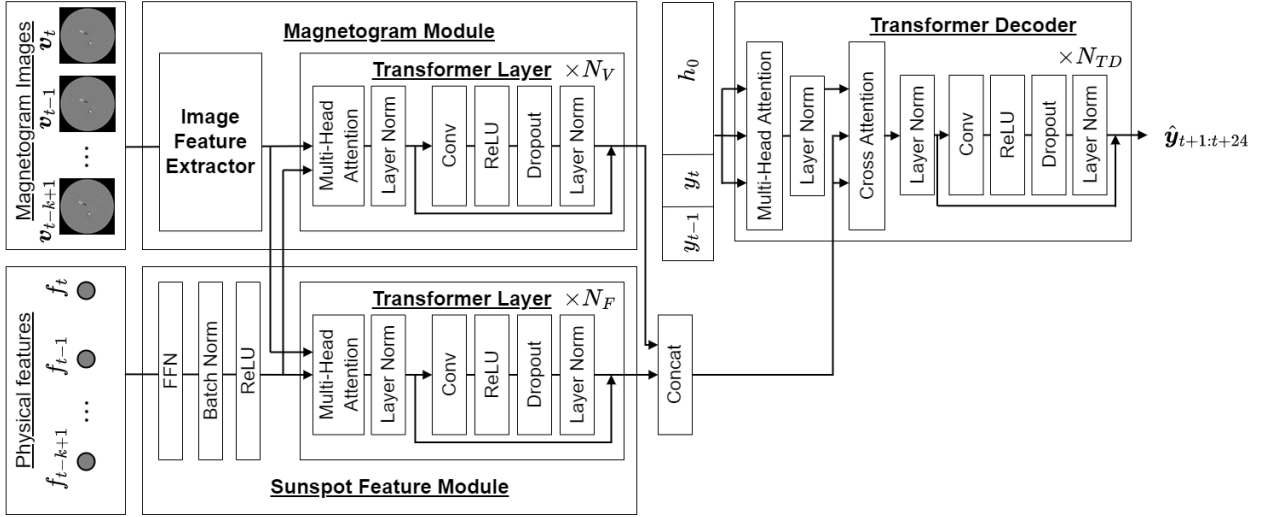 Magnetogram Images
v_t
v_{t-1}
...
v_{t-k+1}
Magnetogram Module
Image
Feature
Extractor
Transformer Layer × N_V
Multi-Head
Attention
Layer Norm
Conv
ReLU
Dropout
Layer Norm
Physical features
f_t
f_{t-1}
...
f_{t-k+1}
FFN
Batch Norm
ReLU
Transformer Layer × N_F
Multi-Head
Attention
Layer Norm
Conv
ReLU
Dropout
Layer Norm
Sunspot Feature Module
Concat
h_0
y_t
y_{t-1}
Transformer Decoder
× N_{TD}
Multi-Head Attention
Layer Norm
Cross Attention
Layer Norm
Conv
ReLU
Dropout
Layer Norm
ŷ_{t+1:t+24}